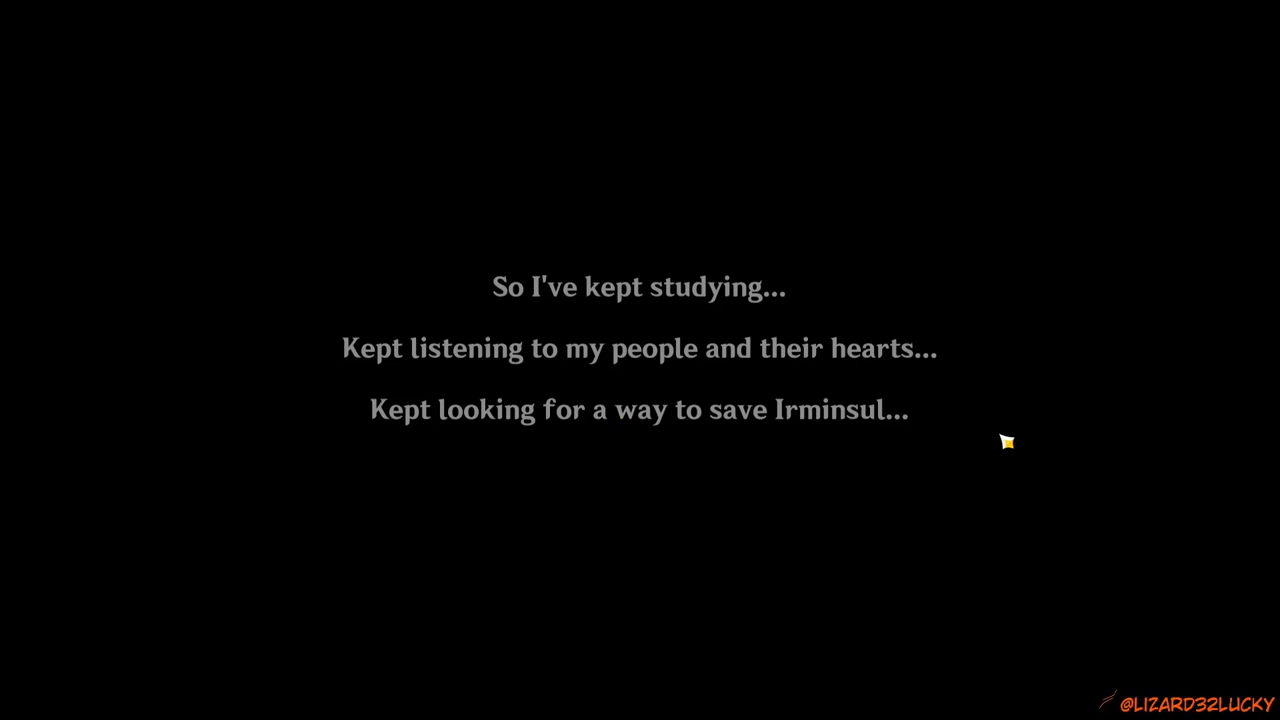 So I've kept studying...
Kept listening to my people and their hearts...
Kept looking for a way to save Irminsul...
@LIZARD32LUCKY